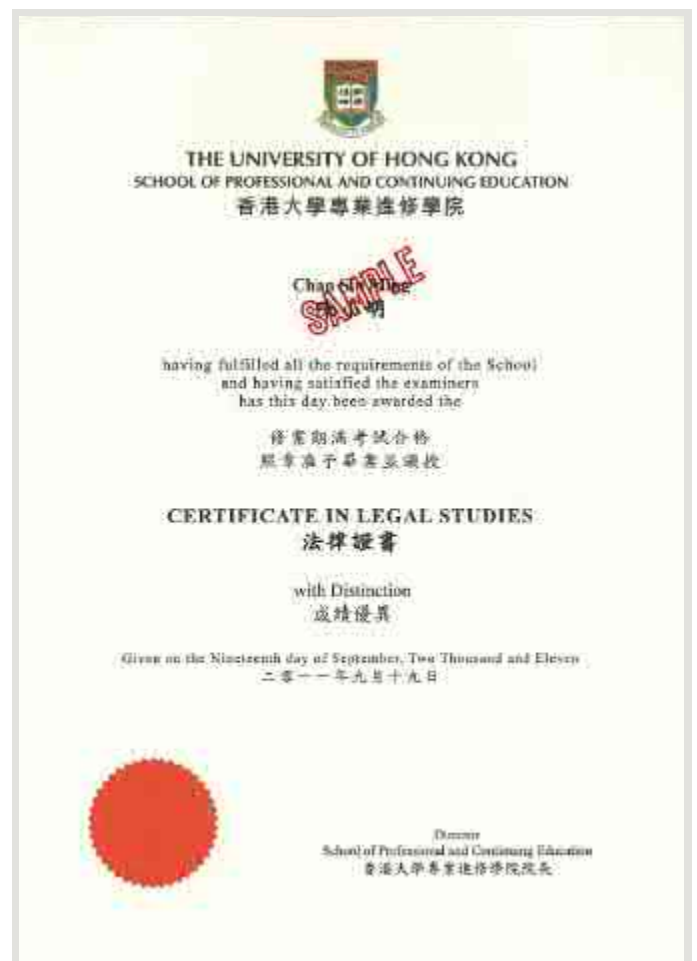 THE UNIVERSITY OF HONG KONG
SCHOOL OF PROFESSIONAL AND CONTINUING EDUCATION
香港大學專業進修學院
SAMPLE
Chan
明
having fulfilled all the requirements of the School
and having satisfied the examiners
has this day been awarded the
修業期滿考試合格
照章准予畢業並頒授
CERTIFICATE IN LEGAL STUDIES
法律證書
with Distinction
成績優異
Given on the Nineteenth day of September, Two Thousand and Eleven
二零一一年九月十九日
Director
School of Professional and Continuing Education
香港大學專業進修學院院長